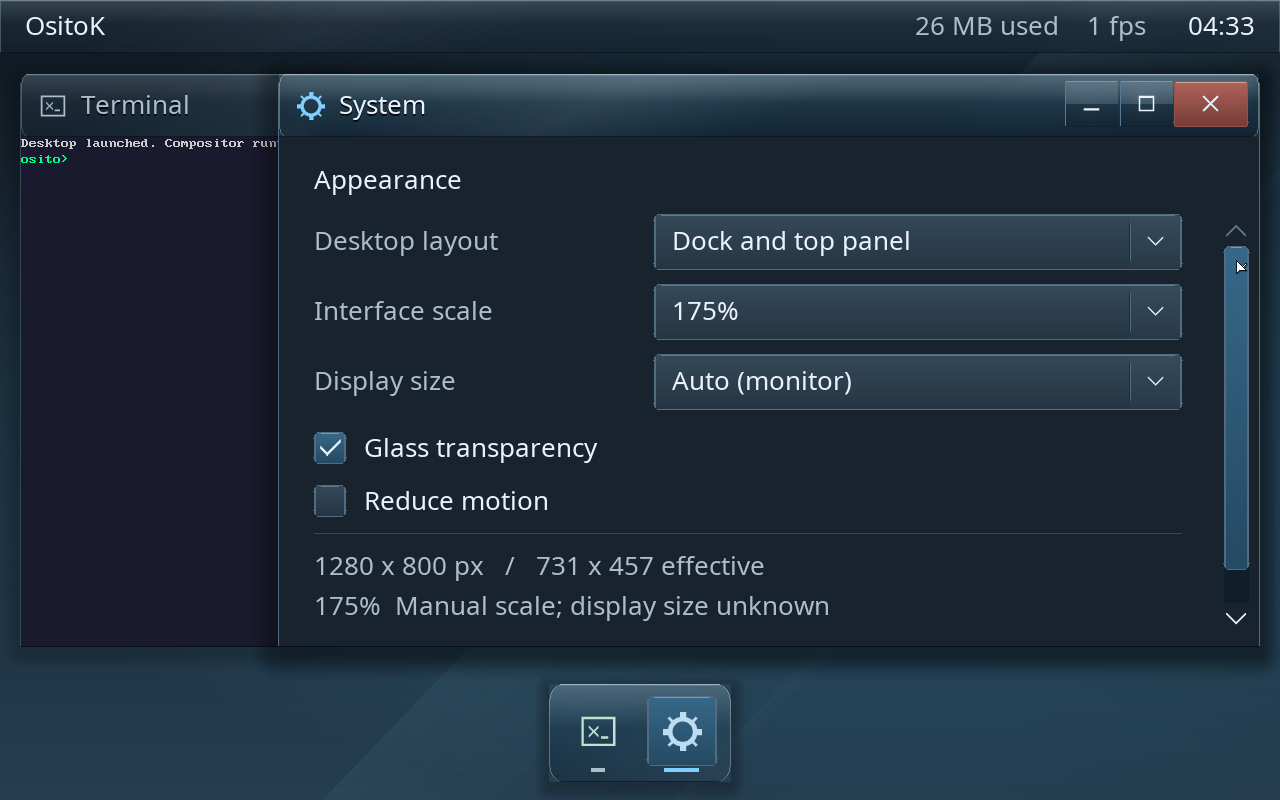 OsitoK
26 MB used 1 fps 04:33
Terminal
System
Desktop launched. Compositor
osito>
Appearance
Desktop layout Dock and top panel
Interface scale 175%
Display size Auto (monitor)
Glass transparency
Reduce motion
1280 x 800 px / 731 x 457 effective
175% Manual scale; display size unknown